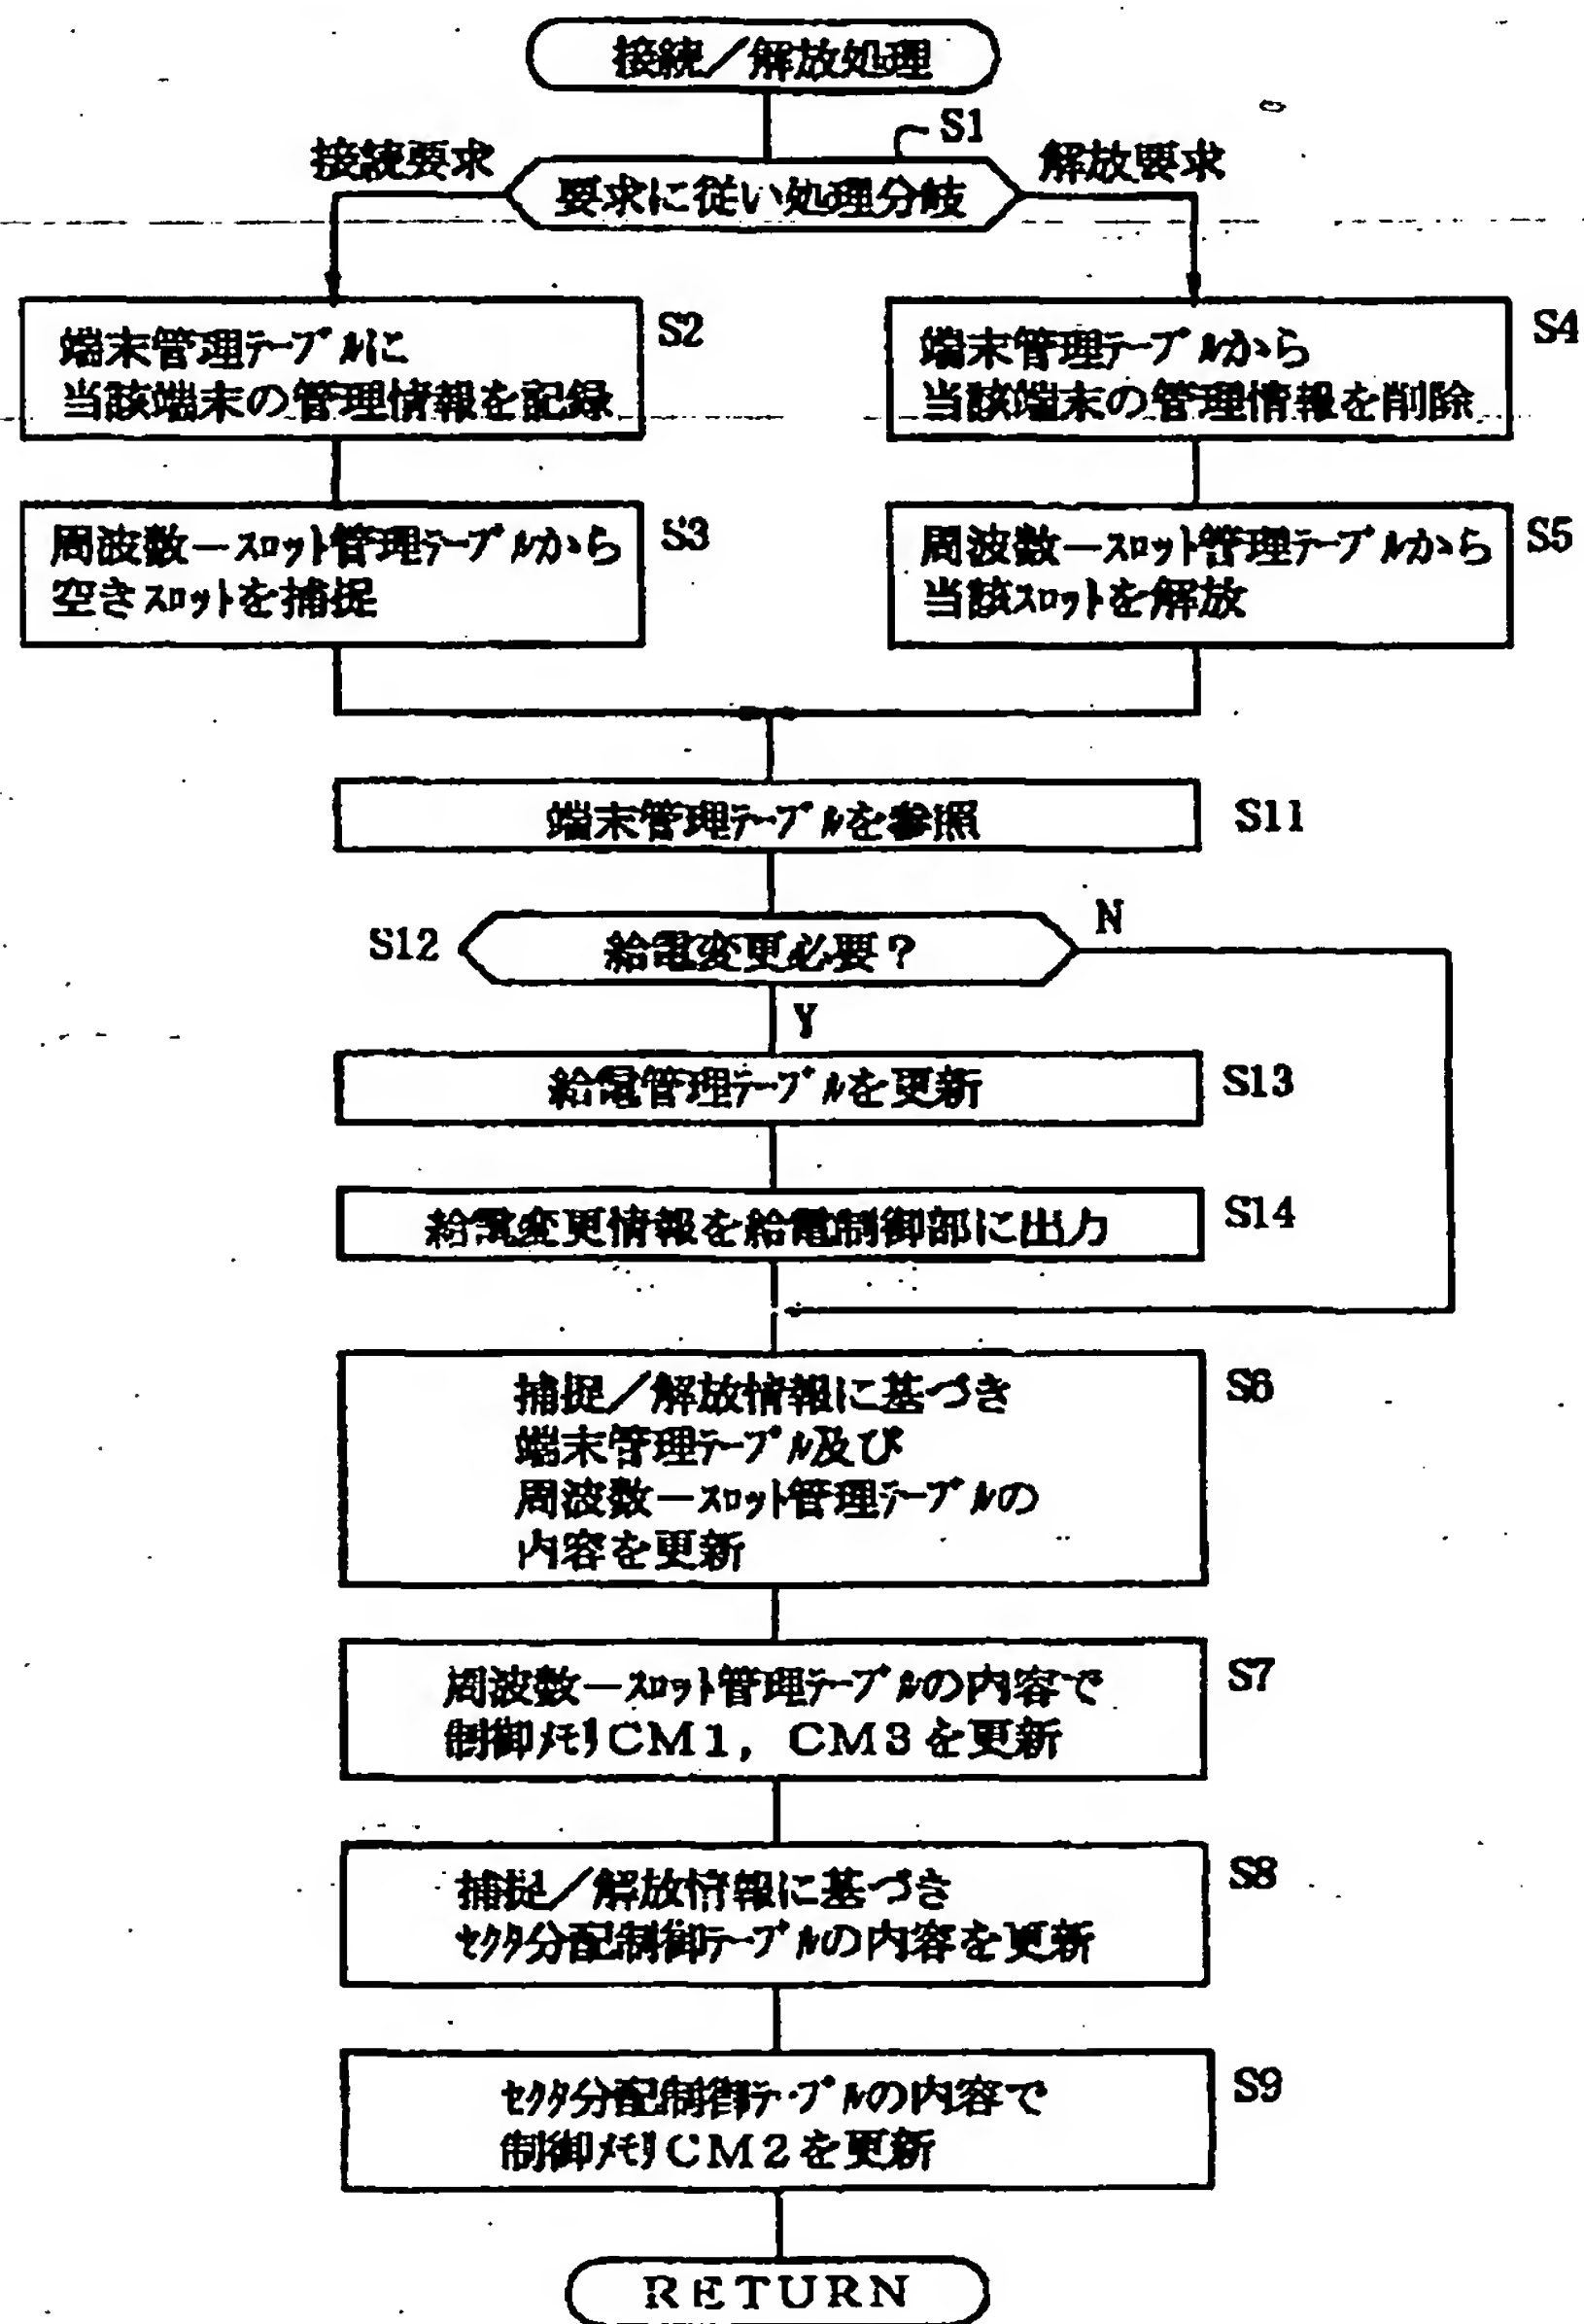 接続／解放処理
S1
接続要求
要求に従い処理分岐
解放要求
端末管理ﾃｰﾌﾞﾙに
当該端末の管理情報を記録
S2
端末管理ﾃｰﾌﾞﾙから
当該端末の管理情報を削除
S4
周波数－ｽﾛｯﾄ管理ﾃｰﾌﾞﾙから
空きｽﾛｯﾄを捕捉
S3
周波数－ｽﾛｯﾄ管理ﾃｰﾌﾞﾙから
当該ｽﾛｯﾄを解放
S5
端末管理ﾃｰﾌﾞﾙを参照
S11
S12
給電変更必要？
N
Y
給電管理ﾃｰﾌﾞﾙを更新
S13
給電変更情報を給電制御部に出力
S14
捕捉／解放情報に基づき
端末管理ﾃｰﾌﾞﾙ及び
周波数－ｽﾛｯﾄ管理ﾃｰﾌﾞﾙの
内容を更新
S6
周波数－ｽﾛｯﾄ管理ﾃｰﾌﾞﾙの内容で
制御ﾒﾓﾘCM1，CM3を更新
S7
捕捉／解放情報に基づき
ｾｸﾀ分配制御ﾃｰﾌﾞﾙの内容を更新
S8
ｾｸﾀ分配制御ﾃｰﾌﾞﾙの内容で
制御ﾒﾓﾘCM2を更新
S9
RETURN